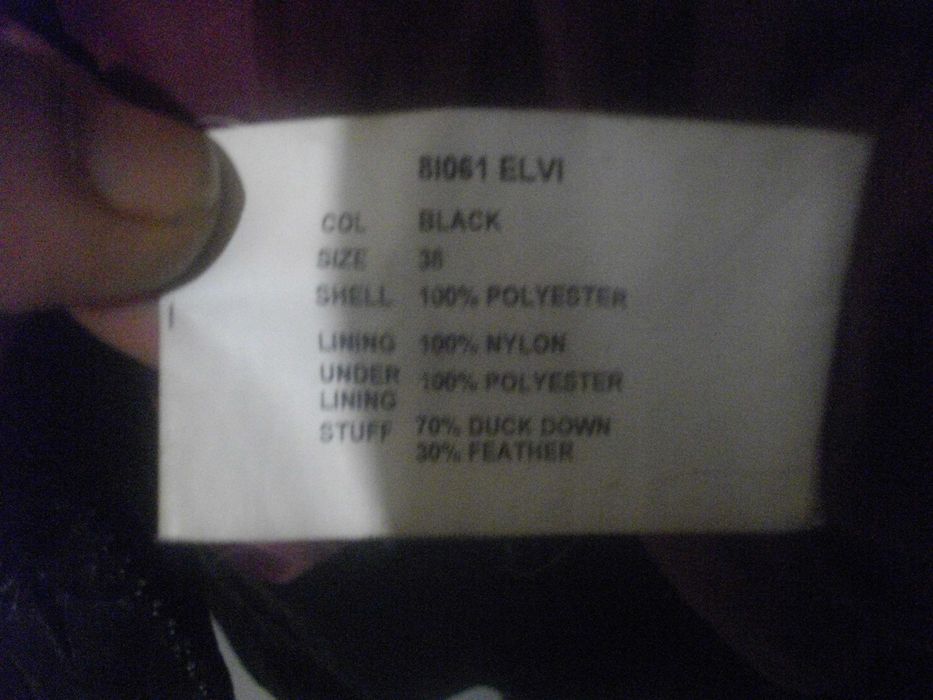 8I061 ELVI
COL BLACK
SIZE 38
SHELL 100% POLYESTER
LINING 100% NYLON
UNDER LINING 100% POLYESTER
STUFF 70% DUCK DOWN
30% FEATHER